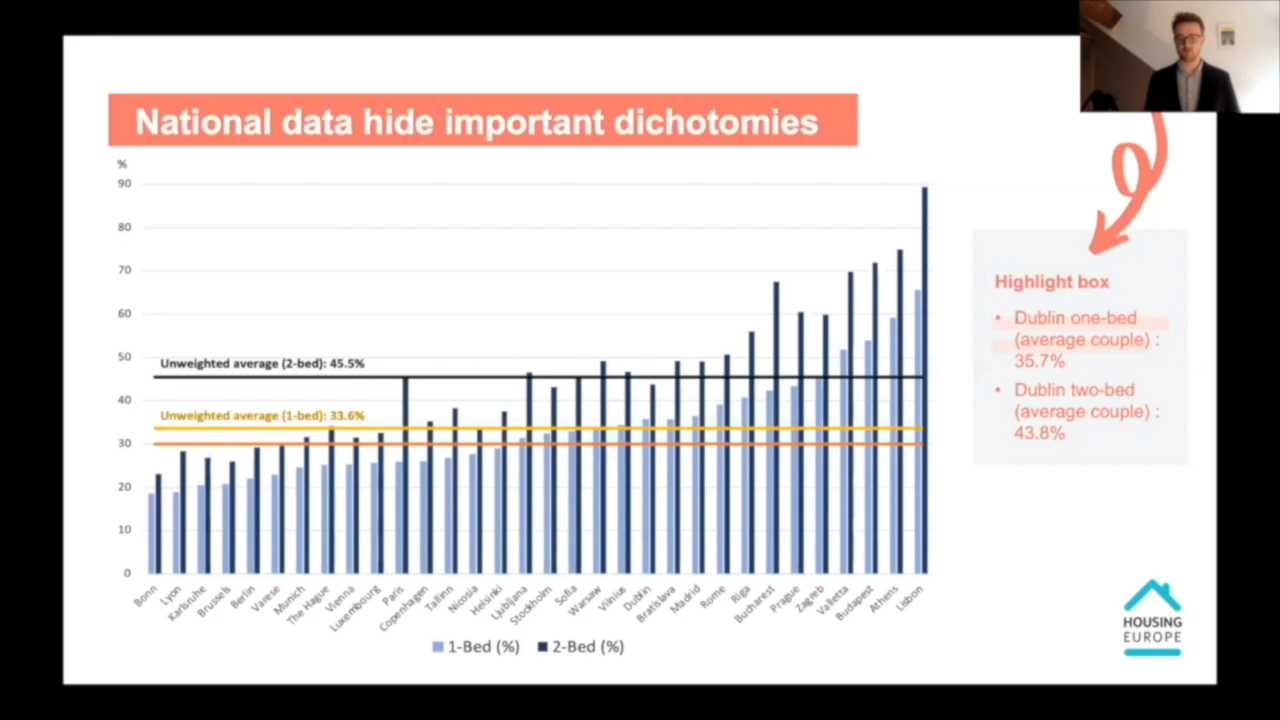 National data hide important dichotomies
%
90
80
70
60
50
40
30
20
10
0
Unweighted average (2-bed): 45.5%
Unweighted average (1-bed): 33.6%
Bonn
Lyon
Karlsruhe
Brussels
Berlin
Varese
Munich
The Hague
Vienna
Luxembourg
Paris
Copenhagen
Tallinn
Nicosia
Helsinki
Ljubljana
Stockholm
Sofia
Warsaw
Vilnius
Dublin
Bratislava
Madrid
Rome
Riga
Bucharest
Prague
Zagreb
Valletta
Budapest
Athens
Lisbon
1-Bed (%) 2-Bed (%)
Highlight box
• Dublin one-bed
(average couple) :
35.7%
• Dublin two-bed
(average couple) :
43.8%
HOUSING
EUROPE